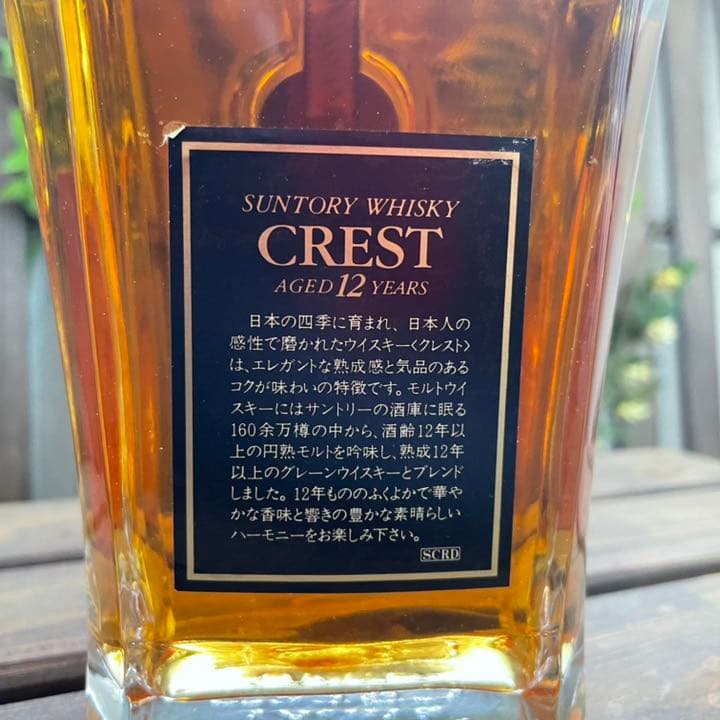 SUNTORY WHISKY
CREST
AGED 12 YEARS
日本の四季に育まれ、日本人の
感性で磨かれたウイスキー〈クレスト〉
は、エレガントな熟成感と気品のある
コクが味わいの特徴です。モルトウイ
スキーにはサントリーの酒庫に眠る
160余万樽の中から、酒齢12年以
上の円熟モルトを吟味し、熟成12年
以上のグレーンウイスキーとブレンド
しました。12年もののふくよかで華や
かな香味と響きの豊かな素晴らしい
ハーモニーをお楽しみ下さい。
SCRD